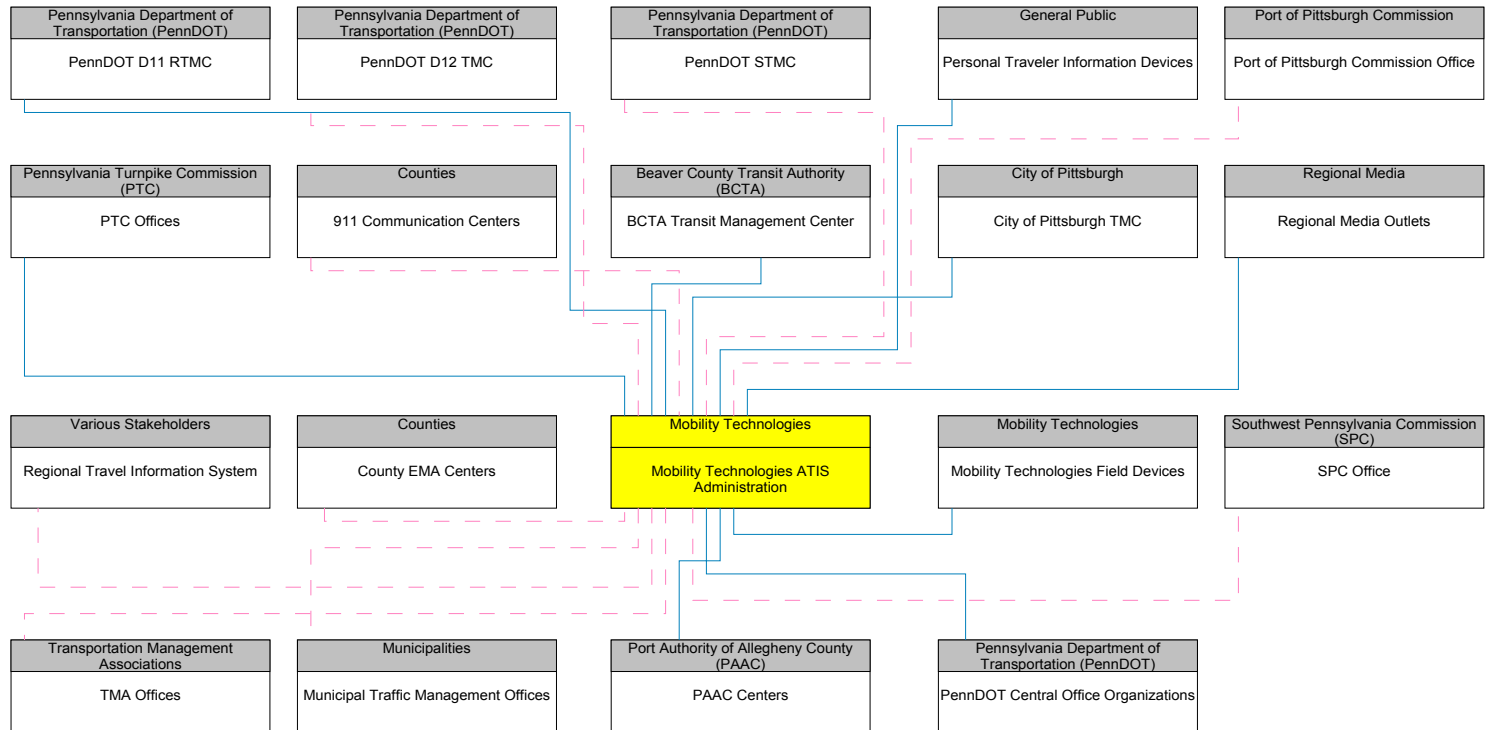 Pennsylvania Department of
Transportation (PennDOT)
PennDOT D11 RTMC
Pennsylvania Department of
Transportation (PennDOT)
PennDOT D12 TMC
Pennsylvania Department of
Transportation (PennDOT)
PennDOT STMC
General Public
Personal Traveler Information Devices
Port of Pittsburgh Commission
Port of Pittsburgh Commission Office
Pennsylvania Turnpike Commission
(PTC)
PTC Offices
Counties
911 Communication Centers
Beaver County Transit Authority
(BCTA)
BCTA Transit Management Center
City of Pittsburgh
City of Pittsburgh TMC
Regional Media
Regional Media Outlets
Various Stakeholders
Regional Travel Information System
Counties
County EMA Centers
Mobility Technologies
Mobility Technologies ATIS
Administration
Mobility Technologies
Mobility Technologies Field Devices
Southwest Pennsylvania Commission
(SPC)
SPC Office
Transportation Management
Associations
TMA Offices
Municipalities
Municipal Traffic Management Offices
Port Authority of Allegheny County
(PAAC)
PAAC Centers
Pennsylvania Department of
Transportation (PennDOT)
PennDOT Central Office Organizations